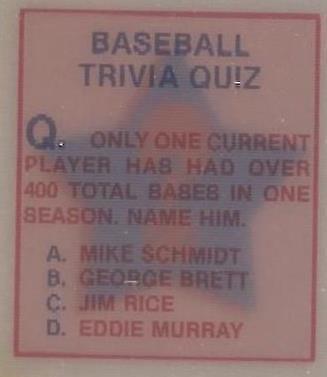 BASEBALL
TRIVIA QUIZ
Q. ONLY ONE CURRENT
PLAYER HAS HAD OVER
400 TOTAL BASES IN ONE
SEASON. NAME HIM.
A. MIKE SCHMIDT
B. GEORGE BRETT
C. JIM RICE
D. EDDIE MURRAY